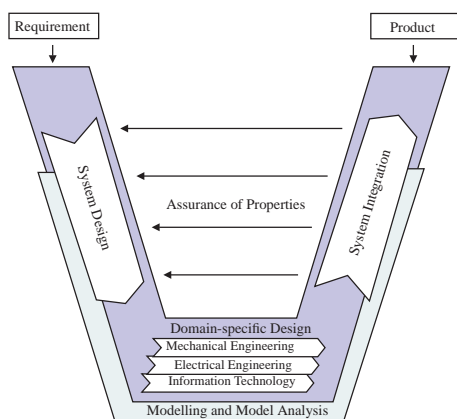 Requirement
Product
System Design
Assurance of Properties
System Integration
Domain-specific Design
Mechanical Engineering
Electrical Engineering
Information Technology
Modelling and Model Analysis